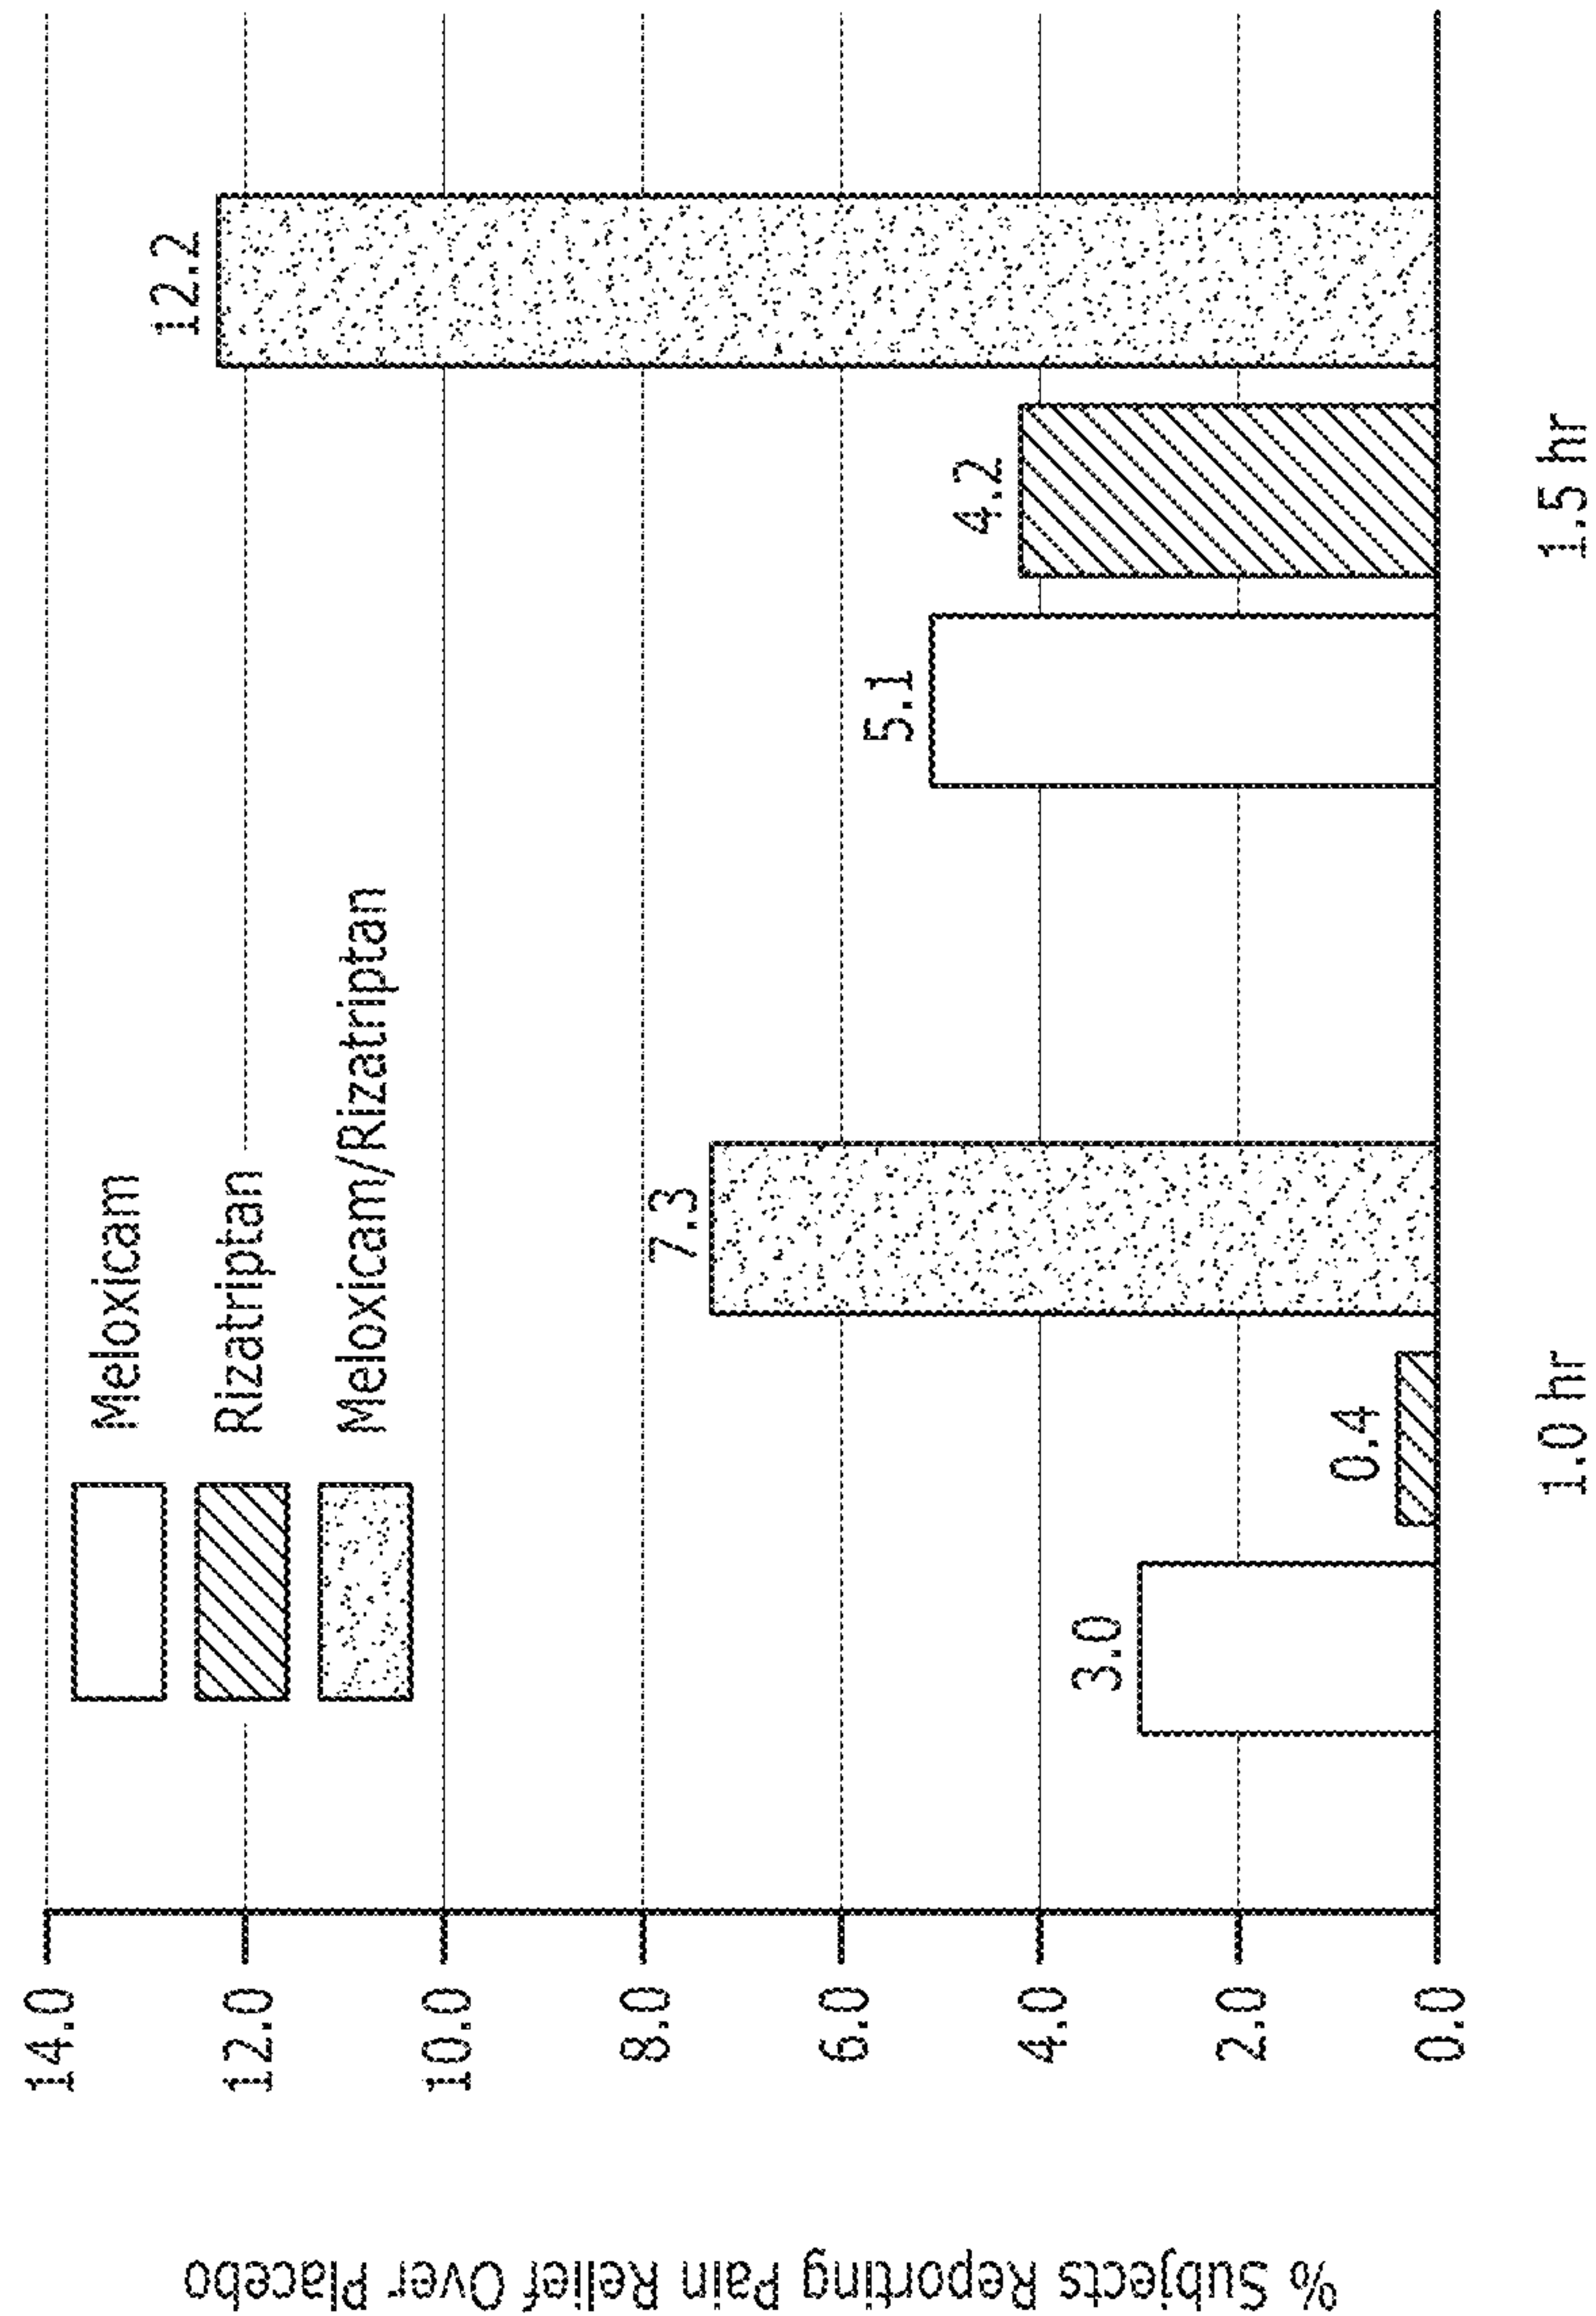 % Subjects Reporting Pain Relief Over Placebo
14.0
12.0
10.0
8.0
6.0
4.0
2.0
0.0
Meloxicam
Rizatriptan
Meloxicam/Rizatriptan
3.0
0.4
7.3
5.1
4.2
12.2
1.0 hr
1.5 hr